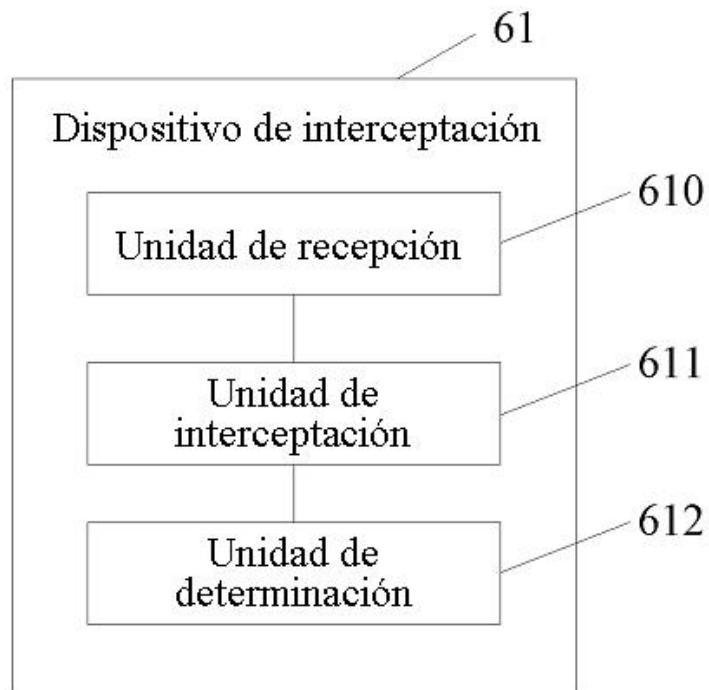 61
Dispositivo de interceptación
610
Unidad de recepción
611
Unidad de
interceptación
612
Unidad de
determinación